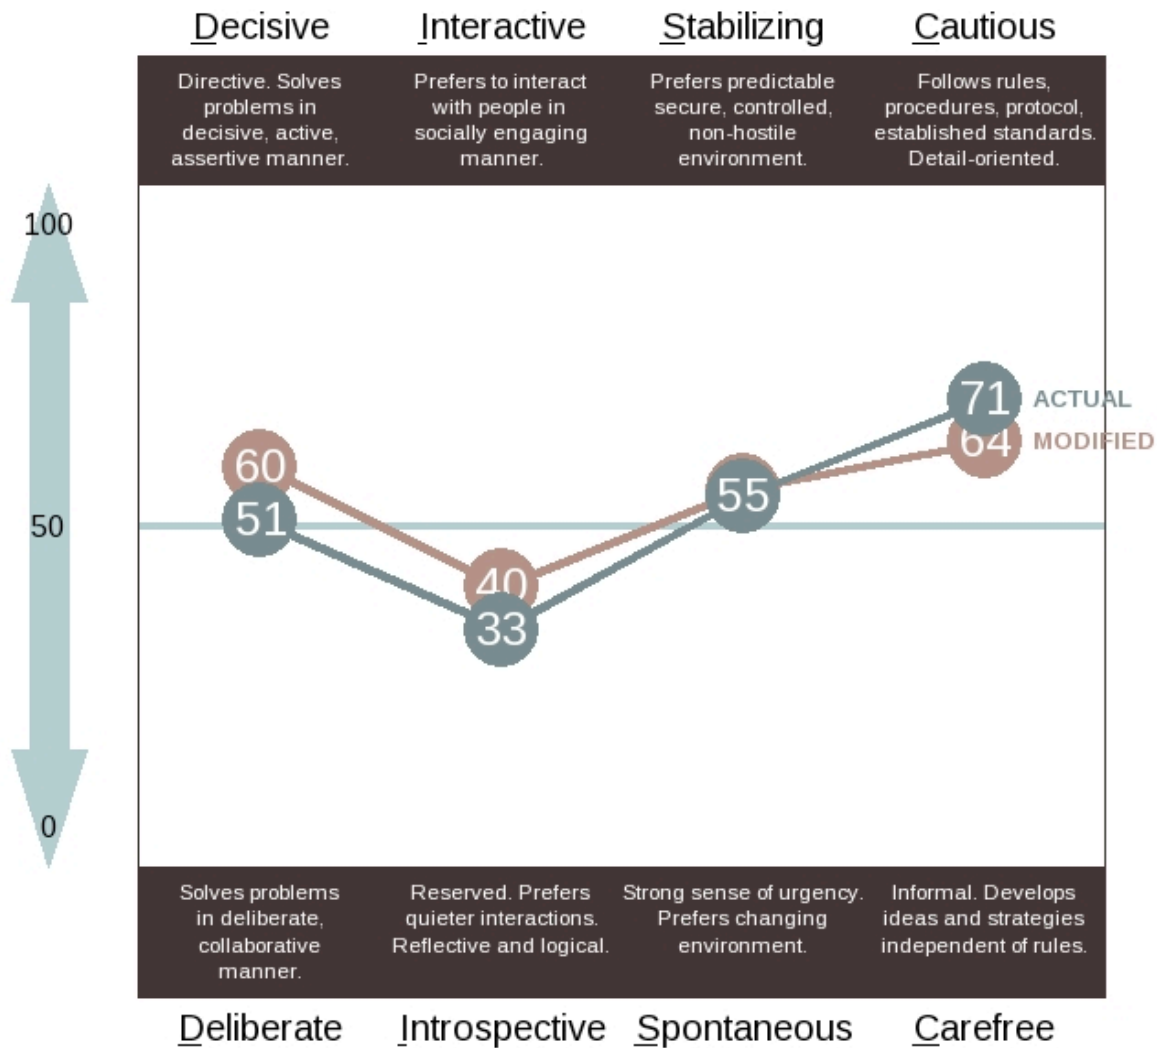 Decisive
Interactive
Stabilizing
Cautious
Directive. Solves
problems in
decisive, active,
assertive manner.
Prefers to interact
with people in
socially engaging
manner.
Prefers predictable
secure, controlled,
non-hostile
environment.
Follows rules,
procedures, protocol,
established standards.
Detail-oriented.
100
50
0
60
51
40
33
55
71
ACTUAL
64
MODIFIED
Solves problems
in deliberate,
collaborative
manner.
Reserved. Prefers
quieter interactions.
Reflective and logical.
Strong sense of urgency.
Prefers changing
environment.
Informal. Develops
ideas and strategies
independent of rules.
Deliberate
Introspective
Spontaneous
Carefree